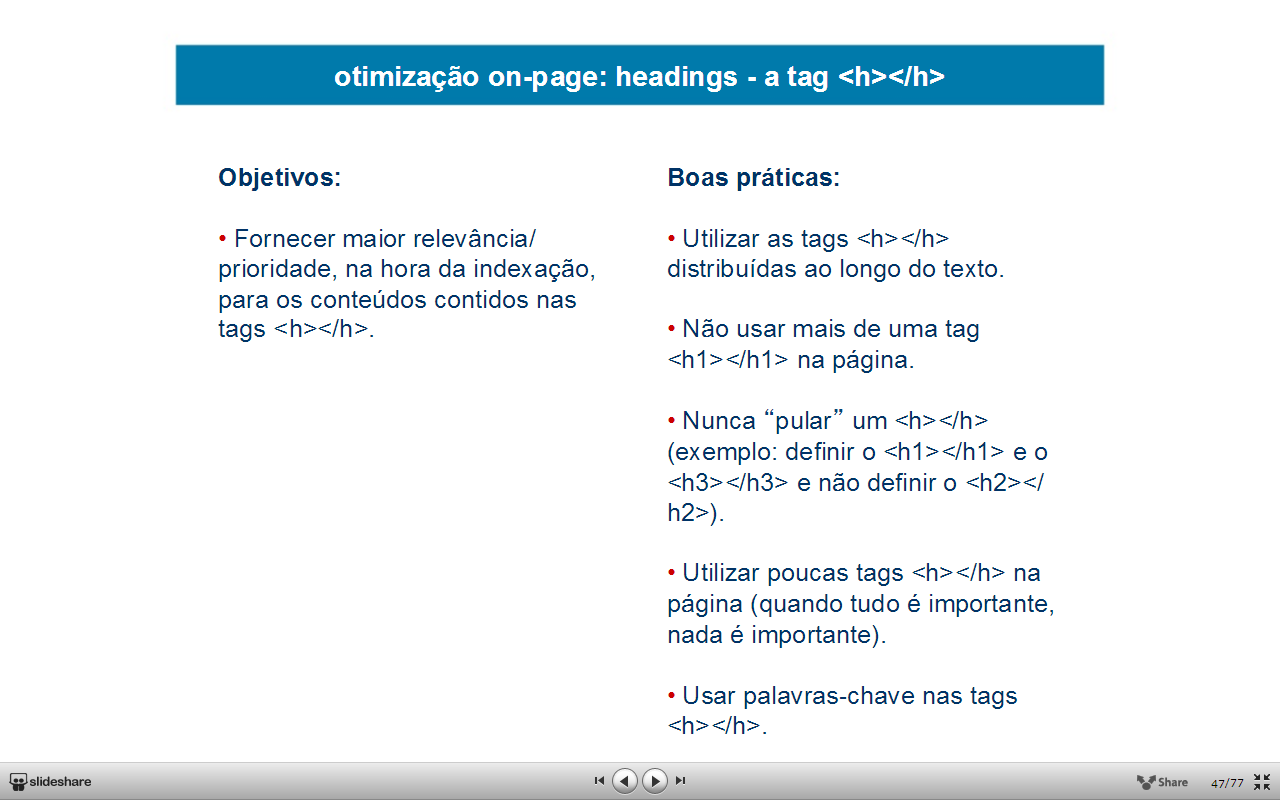 otimização on-page: headings - a tag <h></h>
Objetivos:
• Fornecer maior relevância/
prioridade, na hora da indexação,
para os conteúdos contidos nas
tags <h></h>.
Boas práticas:
• Utilizar as tags <h></h>
distribuídas ao longo do texto.
• Não usar mais de uma tag
<h1></h1> na página.
• Nunca “pular” um <h></h>
(exemplo: definir o <h1></h1> e o
<h3></h3> e não definir o <h2></
h2>).
• Utilizar poucas tags <h></h> na
página (quando tudo é importante,
nada é importante).
• Usar palavras-chave nas tags
<h></h>.
slideshare
Share
47/77